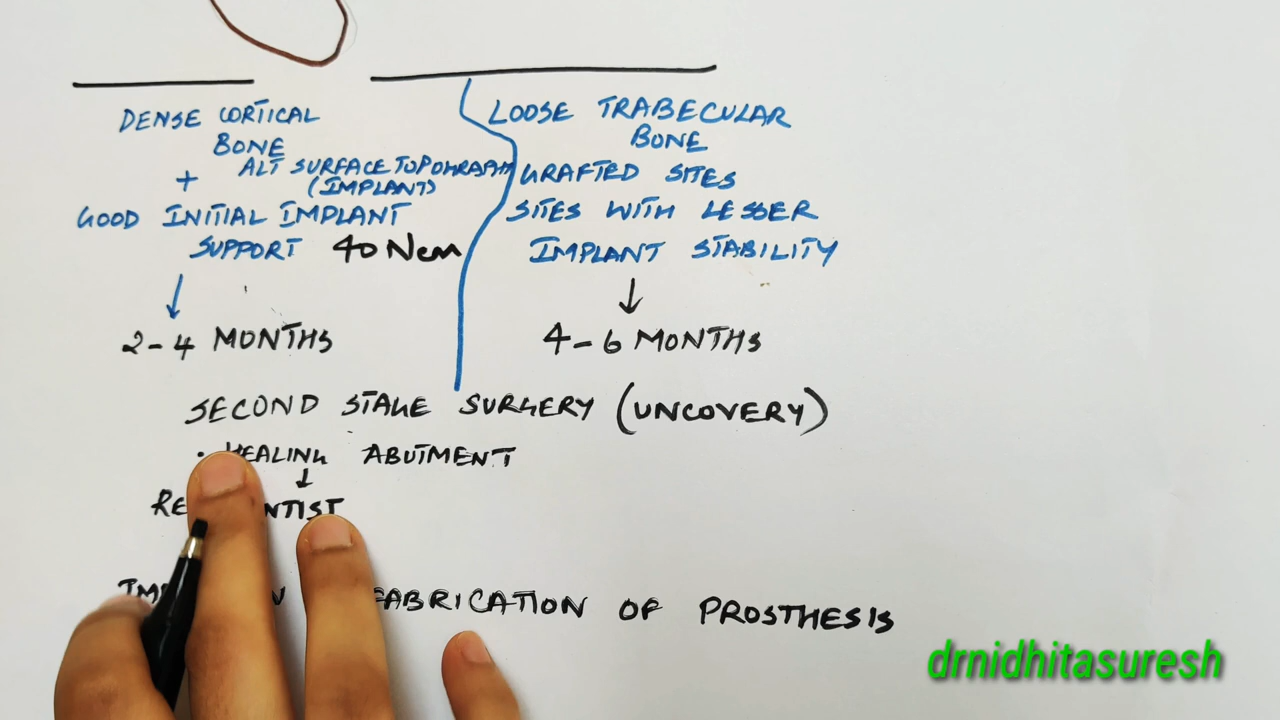 DENSE CORTICAL
BONE
+ ALT SURFACE TOPOGRAPHY
(IMPLANT)
GOOD INITIAL IMPLANT
SUPPORT 40 Ncm
2-4 MONTHS
LOOSE TRABECULAR
BONE
GRAFTED SITES
SITES WITH LESSER
IMPLANT STABILITY
4-6 MONTHS
SECOND STAGE SURGERY (UNCOVERY)
• HEALING ABUTMENT
FABRICATION OF PROSTHESIS
drnidhitasuresh